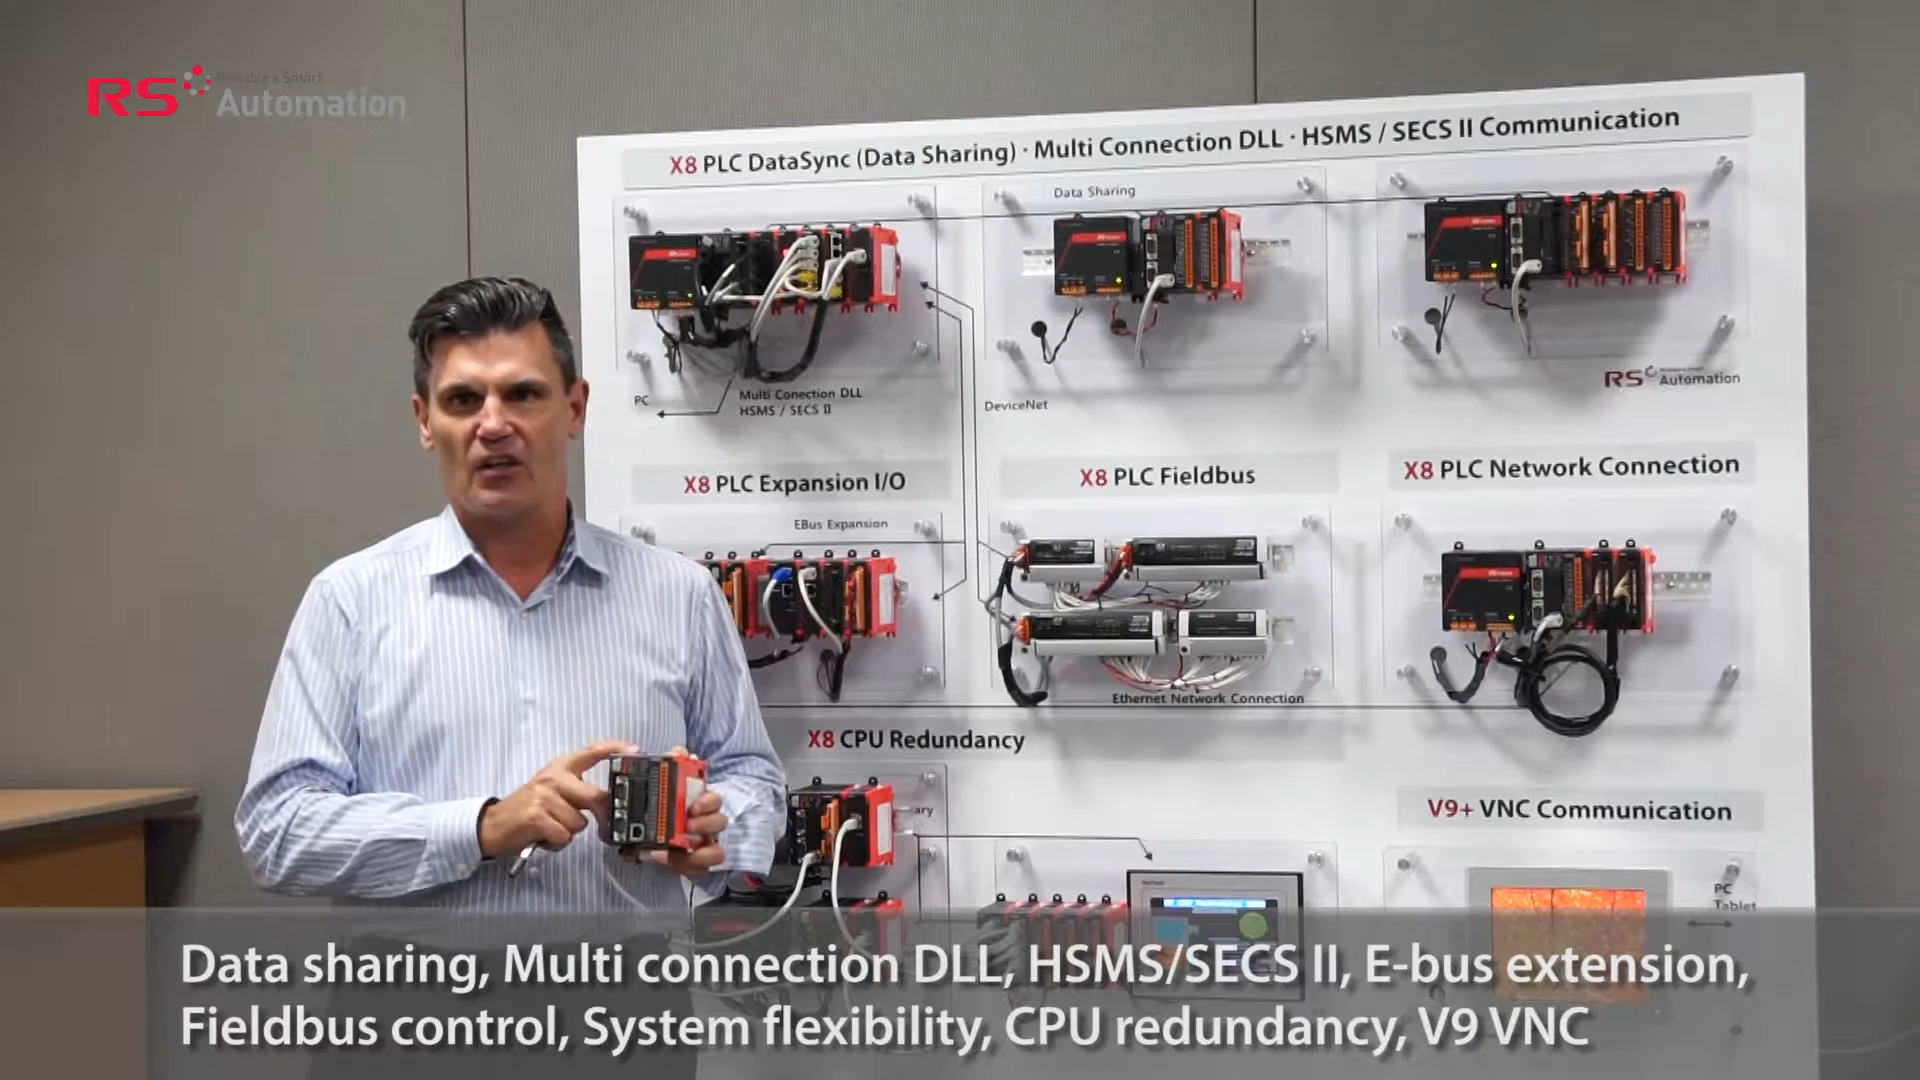 RS Reliable & Smart
Automation
X8 PLC DataSync (Data Sharing) · Multi Connection DLL · HSMS / SECS II Communication
Data Sharing
PC
Multi Conection DLL
HSMS / SECS II
DeviceNet
RS Automation
X8 PLC Expansion I/O
X8 PLC Fieldbus
X8 PLC Network Connection
EBus Expansion
Ethernet Network Connection
X8 CPU Redundancy
V9+ VNC Communication
ary
PC
Tablet
Data sharing, Multi connection DLL, HSMS/SECS II, E-bus extension,
Fieldbus control, System flexibility, CPU redundancy, V9 VNC